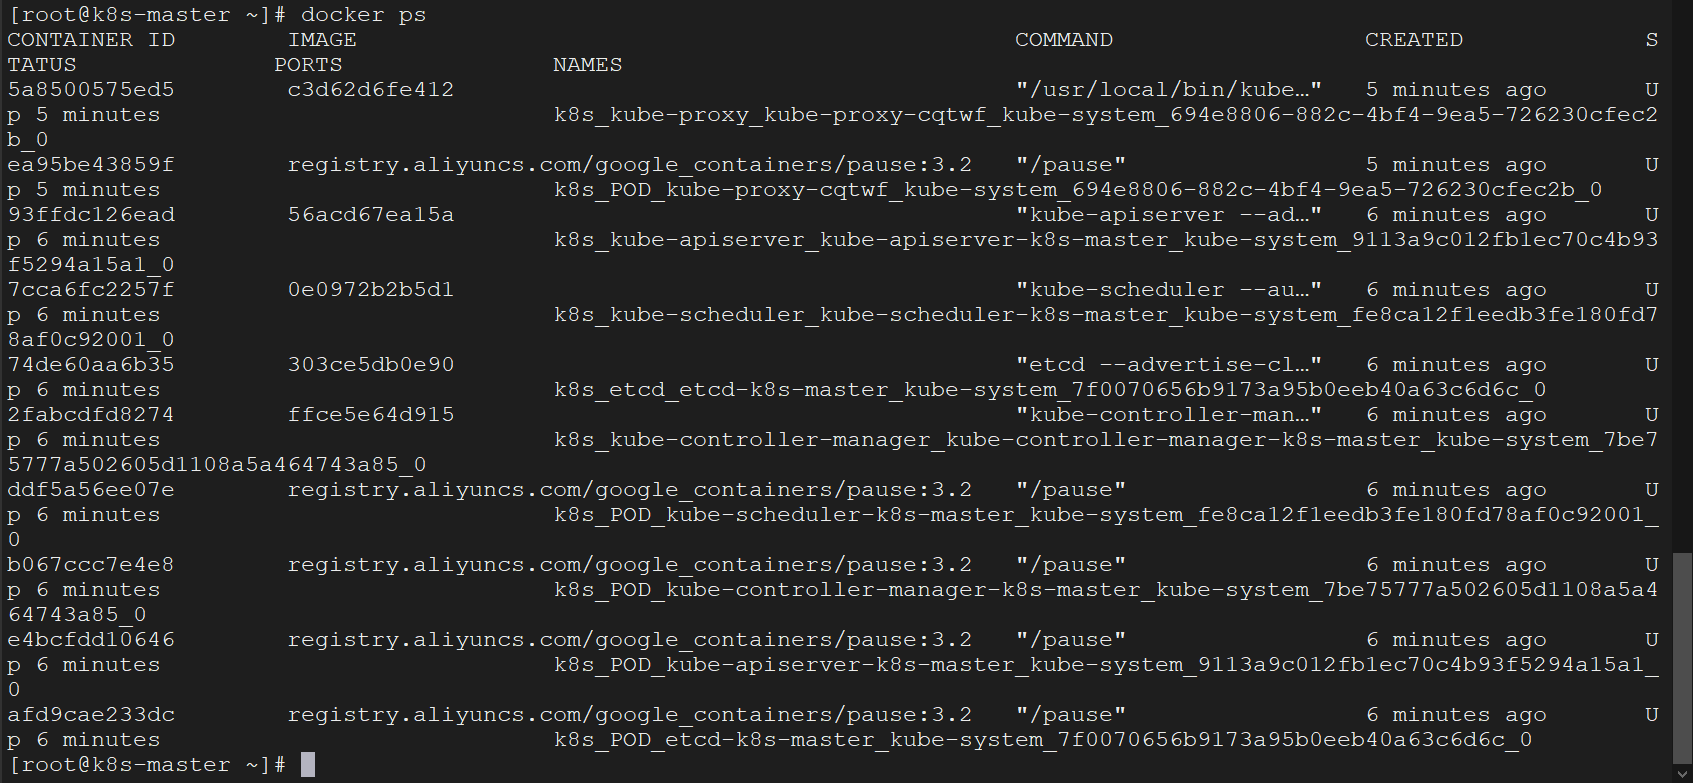 [root@k8s-master ~]# docker ps
CONTAINER ID        IMAGE                                               COMMAND                  CREATED             S
TATUS              PORTS               NAMES
5a8500575ed5        c3d62d6fe412                                        "/usr/local/bin/kube…"   5 minutes ago       U
p 5 minutes                            k8s_kube-proxy_kube-proxy-cqtwf_kube-system_694e8806-882c-4bf4-9ea5-726230cfec2
b_0
ea95be43859f        registry.aliyuncs.com/google_containers/pause:3.2   "/pause"                 5 minutes ago       U
p 5 minutes                            k8s_POD_kube-proxy-cqtwf_kube-system_694e8806-882c-4bf4-9ea5-726230cfec2b_0
93ffdc126ead        56acd67ea15a                                        "kube-apiserver --ad…"   6 minutes ago       U
p 6 minutes                            k8s_kube-apiserver_kube-apiserver-k8s-master_kube-system_9113a9c012fb1ec70c4b93
f5294a15a1_0
7cca6fc2257f        0e0972b2b5d1                                        "kube-scheduler --au…"   6 minutes ago       U
p 6 minutes                            k8s_kube-scheduler_kube-scheduler-k8s-master_kube-system_fe8ca12f1eedb3fe180fd7
8af0c92001_0
74de60aa6b35        303ce5db0e90                                        "etcd --advertise-cl…"   6 minutes ago       U
p 6 minutes                            k8s_etcd_etcd-k8s-master_kube-system_7f0070656b9173a95b0eeb40a63c6d6c_0
2fabcdfd8274        ffce5e64d915                                        "kube-controller-man…"   6 minutes ago       U
p 6 minutes                            k8s_kube-controller-manager_kube-controller-manager-k8s-master_kube-system_7be7
5777a502605d1108a5a464743a85_0
ddf5a56ee07e        registry.aliyuncs.com/google_containers/pause:3.2   "/pause"                 6 minutes ago       U
p 6 minutes                            k8s_POD_kube-scheduler-k8s-master_kube-system_fe8ca12f1eedb3fe180fd78af0c92001_
0
b067ccc7e4e8        registry.aliyuncs.com/google_containers/pause:3.2   "/pause"                 6 minutes ago       U
p 6 minutes                            k8s_POD_kube-controller-manager-k8s-master_kube-system_7be75777a502605d1108a5a4
64743a85_0
e4bcfdd10646        registry.aliyuncs.com/google_containers/pause:3.2   "/pause"                 6 minutes ago       U
p 6 minutes                            k8s_POD_kube-apiserver-k8s-master_kube-system_9113a9c012fb1ec70c4b93f5294a15a1_
0
afd9cae233dc        registry.aliyuncs.com/google_containers/pause:3.2   "/pause"                 6 minutes ago       U
p 6 minutes                            k8s_POD_etcd-k8s-master_kube-system_7f0070656b9173a95b0eeb40a63c6d6c_0
[root@k8s-master ~]#